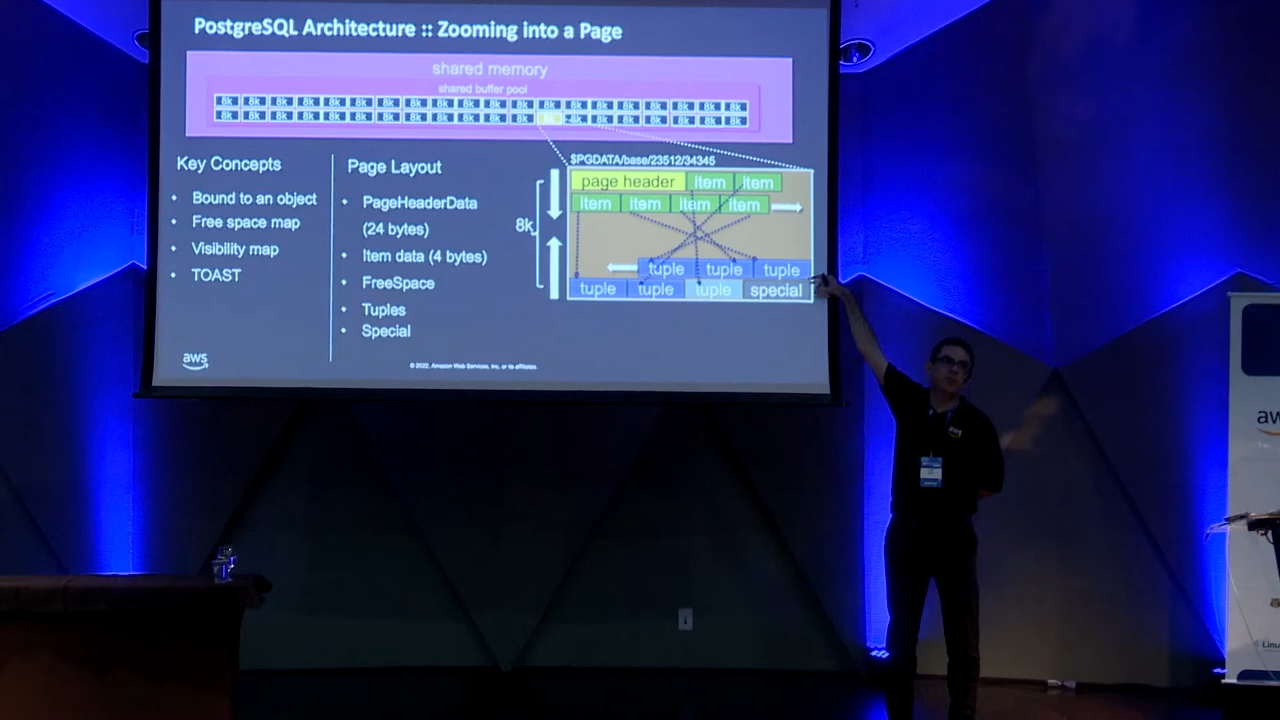 PostgreSQL Architecture :: Zooming into a Page
shared memory
shared buffer pool
8k 8k 8k 8k 8k 8k 8k 8k 8k 8k 8k 8k 8k 8k 8k 8k 8k 8k 8k 8k
8k 8k 8k 8k 8k 8k 8k 8k 8k 8k 8k 8k 8k 8k 8k 8k 8k 8k 8k 8k
Key Concepts
• Bound to an object
• Free space map
• Visibility map
• TOAST
Page Layout
• PageHeaderData
(24 bytes)
• Item data (4 bytes)
• FreeSpace
• Tuples
• Special
$PGDATA/base/23512/34345
page header item item
item item item item
8k
tuple tuple tuple
tuple tuple tuple special
aws
© 2022, Amazon Web Services, Inc. or its affiliates.
aws